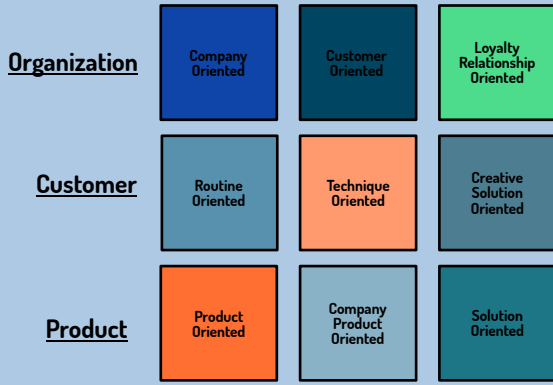 Organization
Company
Oriented
Customer
Oriented
Loyalty
Relationship
Oriented
Customer
Routine
Oriented
Technique
Oriented
Creative
Solution
Oriented
Product
Product
Oriented
Company
Product
Oriented
Solution
Oriented